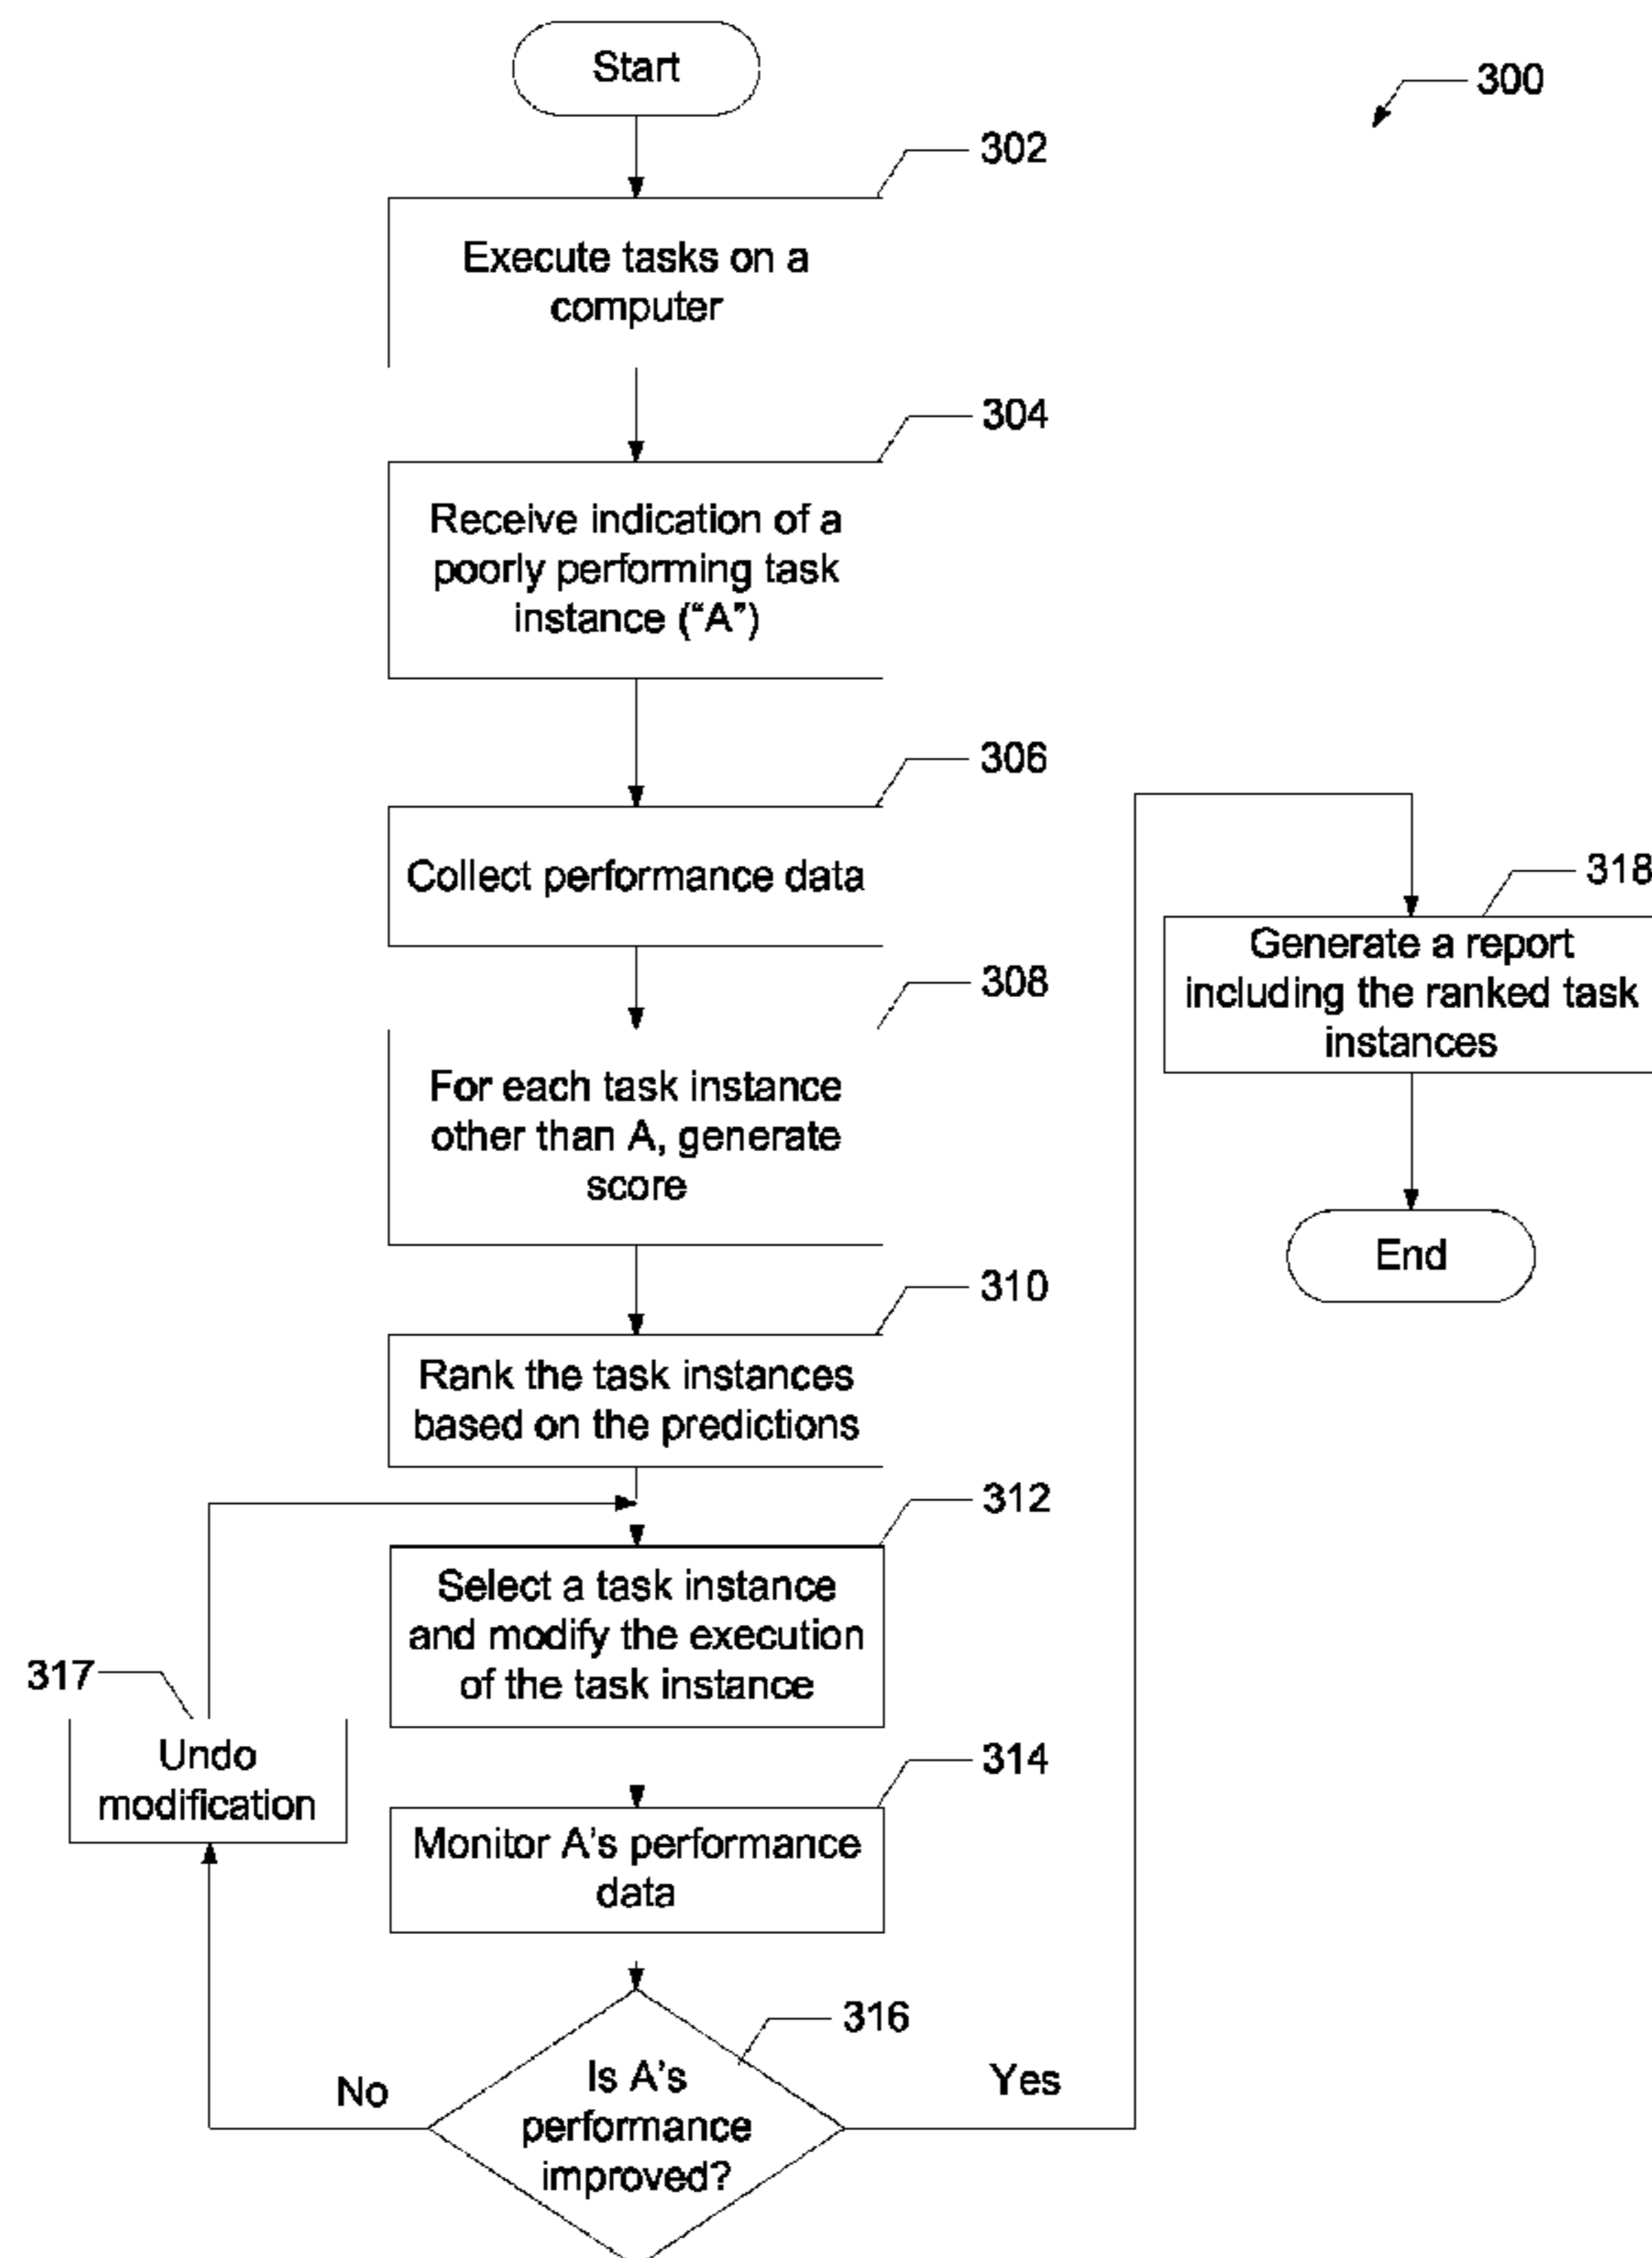 Start
300
302
Execute tasks on a
computer
304
Receive indication of a
poorly performing task
instance (“A”)
306
Collect performance data
308
For each task instance
other than A, generate
score
310
Rank the task instances
based on the predictions
312
Select a task instance
and modify the execution
of the task instance
317
Undo
modification
314
Monitor A’s performance
data
316
Is A’s
performance
improved?
No
Yes
318
Generate a report
including the ranked task
instances
End